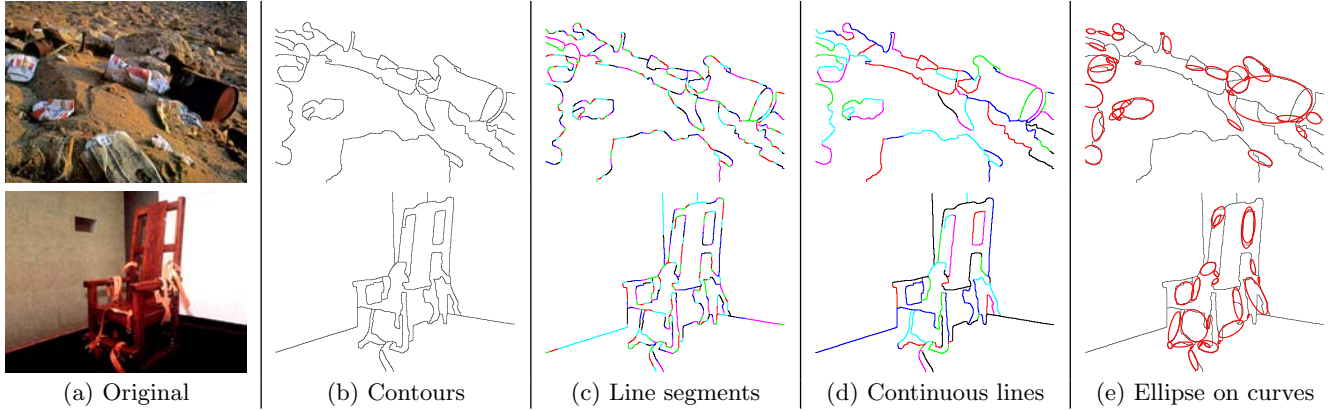 (a) Original
(b) Contours
(c) Line segments
(d) Continuous lines
(e) Ellipse on curves